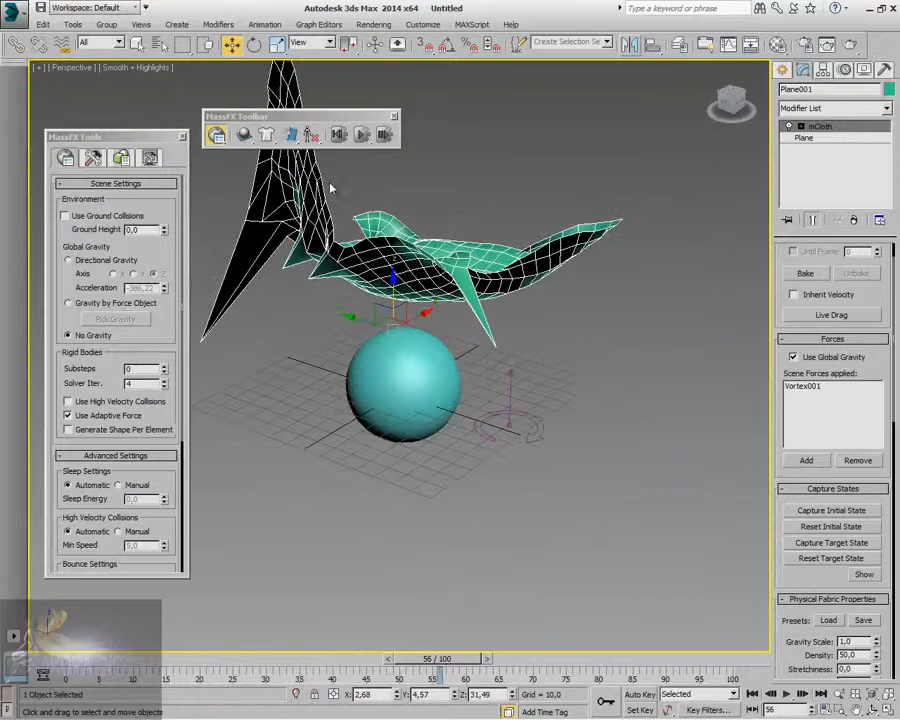 Workspace: Default
Autodesk 3ds Max 2014 x64    Untitled
Type a keyword or phrase
Edit Tools Group Views Create Modifiers Animation Graph Editors Rendering Customize MAXScript Help
All View Create Selection Se
[ + ] [ Perspective ] [ Smooth + Highlights ]
MassFX Toolbar
MassFX Tools
Scene Settings
Environment
Use Ground Collisions
Ground Height: 0,0
Global Gravity
Directional Gravity
Axis X Y Z
Acceleration -386,22
Gravity by Force Object
Pick Gravity
No Gravity
Rigid Bodies
Substeps 0
Solver Iter. 4
Use High Velocity Collisions
Use Adaptive Force
Generate Shape Per Element
Advanced Settings
Sleep Settings
Automatic Manual
Sleep Energy 0,0
High Velocity Collisions
Automatic Manual
Min Speed 5,0
Bounce Settings
Plane001
Modifier List
mCloth
Plane
Until Frame 0
Bake Unbake
Inherit Velocity
Live Drag
Forces
Use Global Gravity
Scene Forces applied:
Vortex001
Add Remove
Capture States
Capture Initial State
Reset Initial State
Capture Target State
Reset Target State
Show
Physical Fabric Properties
Presets: Load Save
Gravity Scale: 1,0
Density: 50,0
Stretchiness: 0,0
56 / 100
0 5 10 15 20 25 30 35 40 45 50 55 60 65 70 75 80 85 90 95 100
1 Object Selected
X: 2,68 Y: 4,57 Z: 31,49 Grid = 10,0
Auto Key Selected
Click and drag to select and move objects
Add Time Tag
Set Key Key Filters... 56